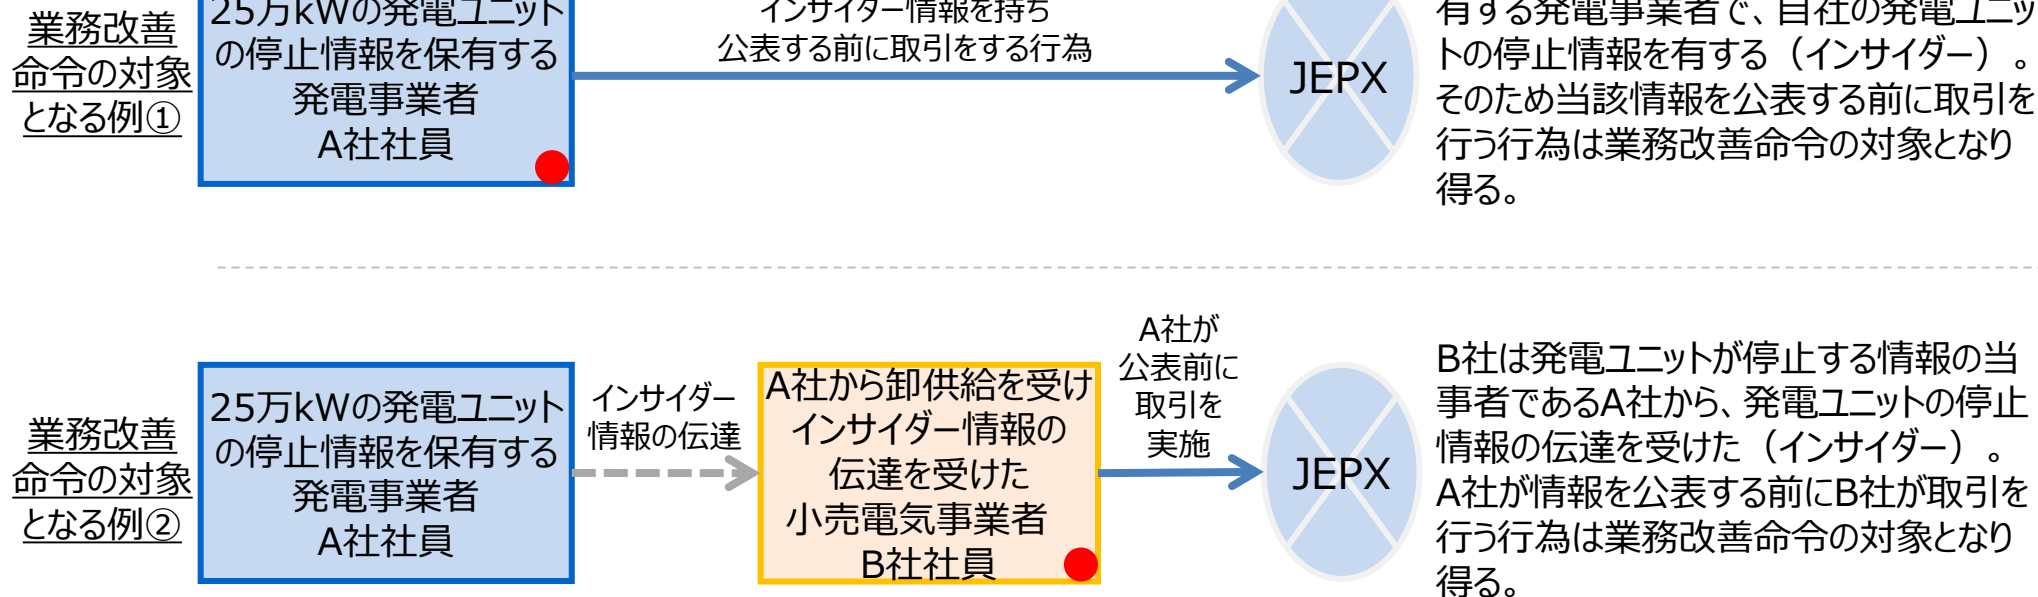 業務改善
命令の対象
となる例①
25万kWの発電ユニット
の停止情報を保有する
発電事業者
A社社員
インサイダー情報を持ち
公表する前に取引をする行為
JEPX
有する発電事業者で、自社の発電ユニッ
トの停止情報を有する（インサイダー）。
そのため当該情報を公表する前に取引を
行う行為は業務改善命令の対象となり
得る。
業務改善
命令の対象
となる例②
25万kWの発電ユニット
の停止情報を保有する
発電事業者
A社社員
インサイダー
情報の伝達
A社から卸供給を受け
インサイダー情報の
伝達を受けた
小売電気事業者
B社社員
A社が
公表前に
取引を
実施
JEPX
B社は発電ユニットが停止する情報の当
事者であるA社から、発電ユニットの停止
情報の伝達を受けた（インサイダー）。
A社が情報を公表する前にB社が取引を
行う行為は業務改善命令の対象となり
得る。